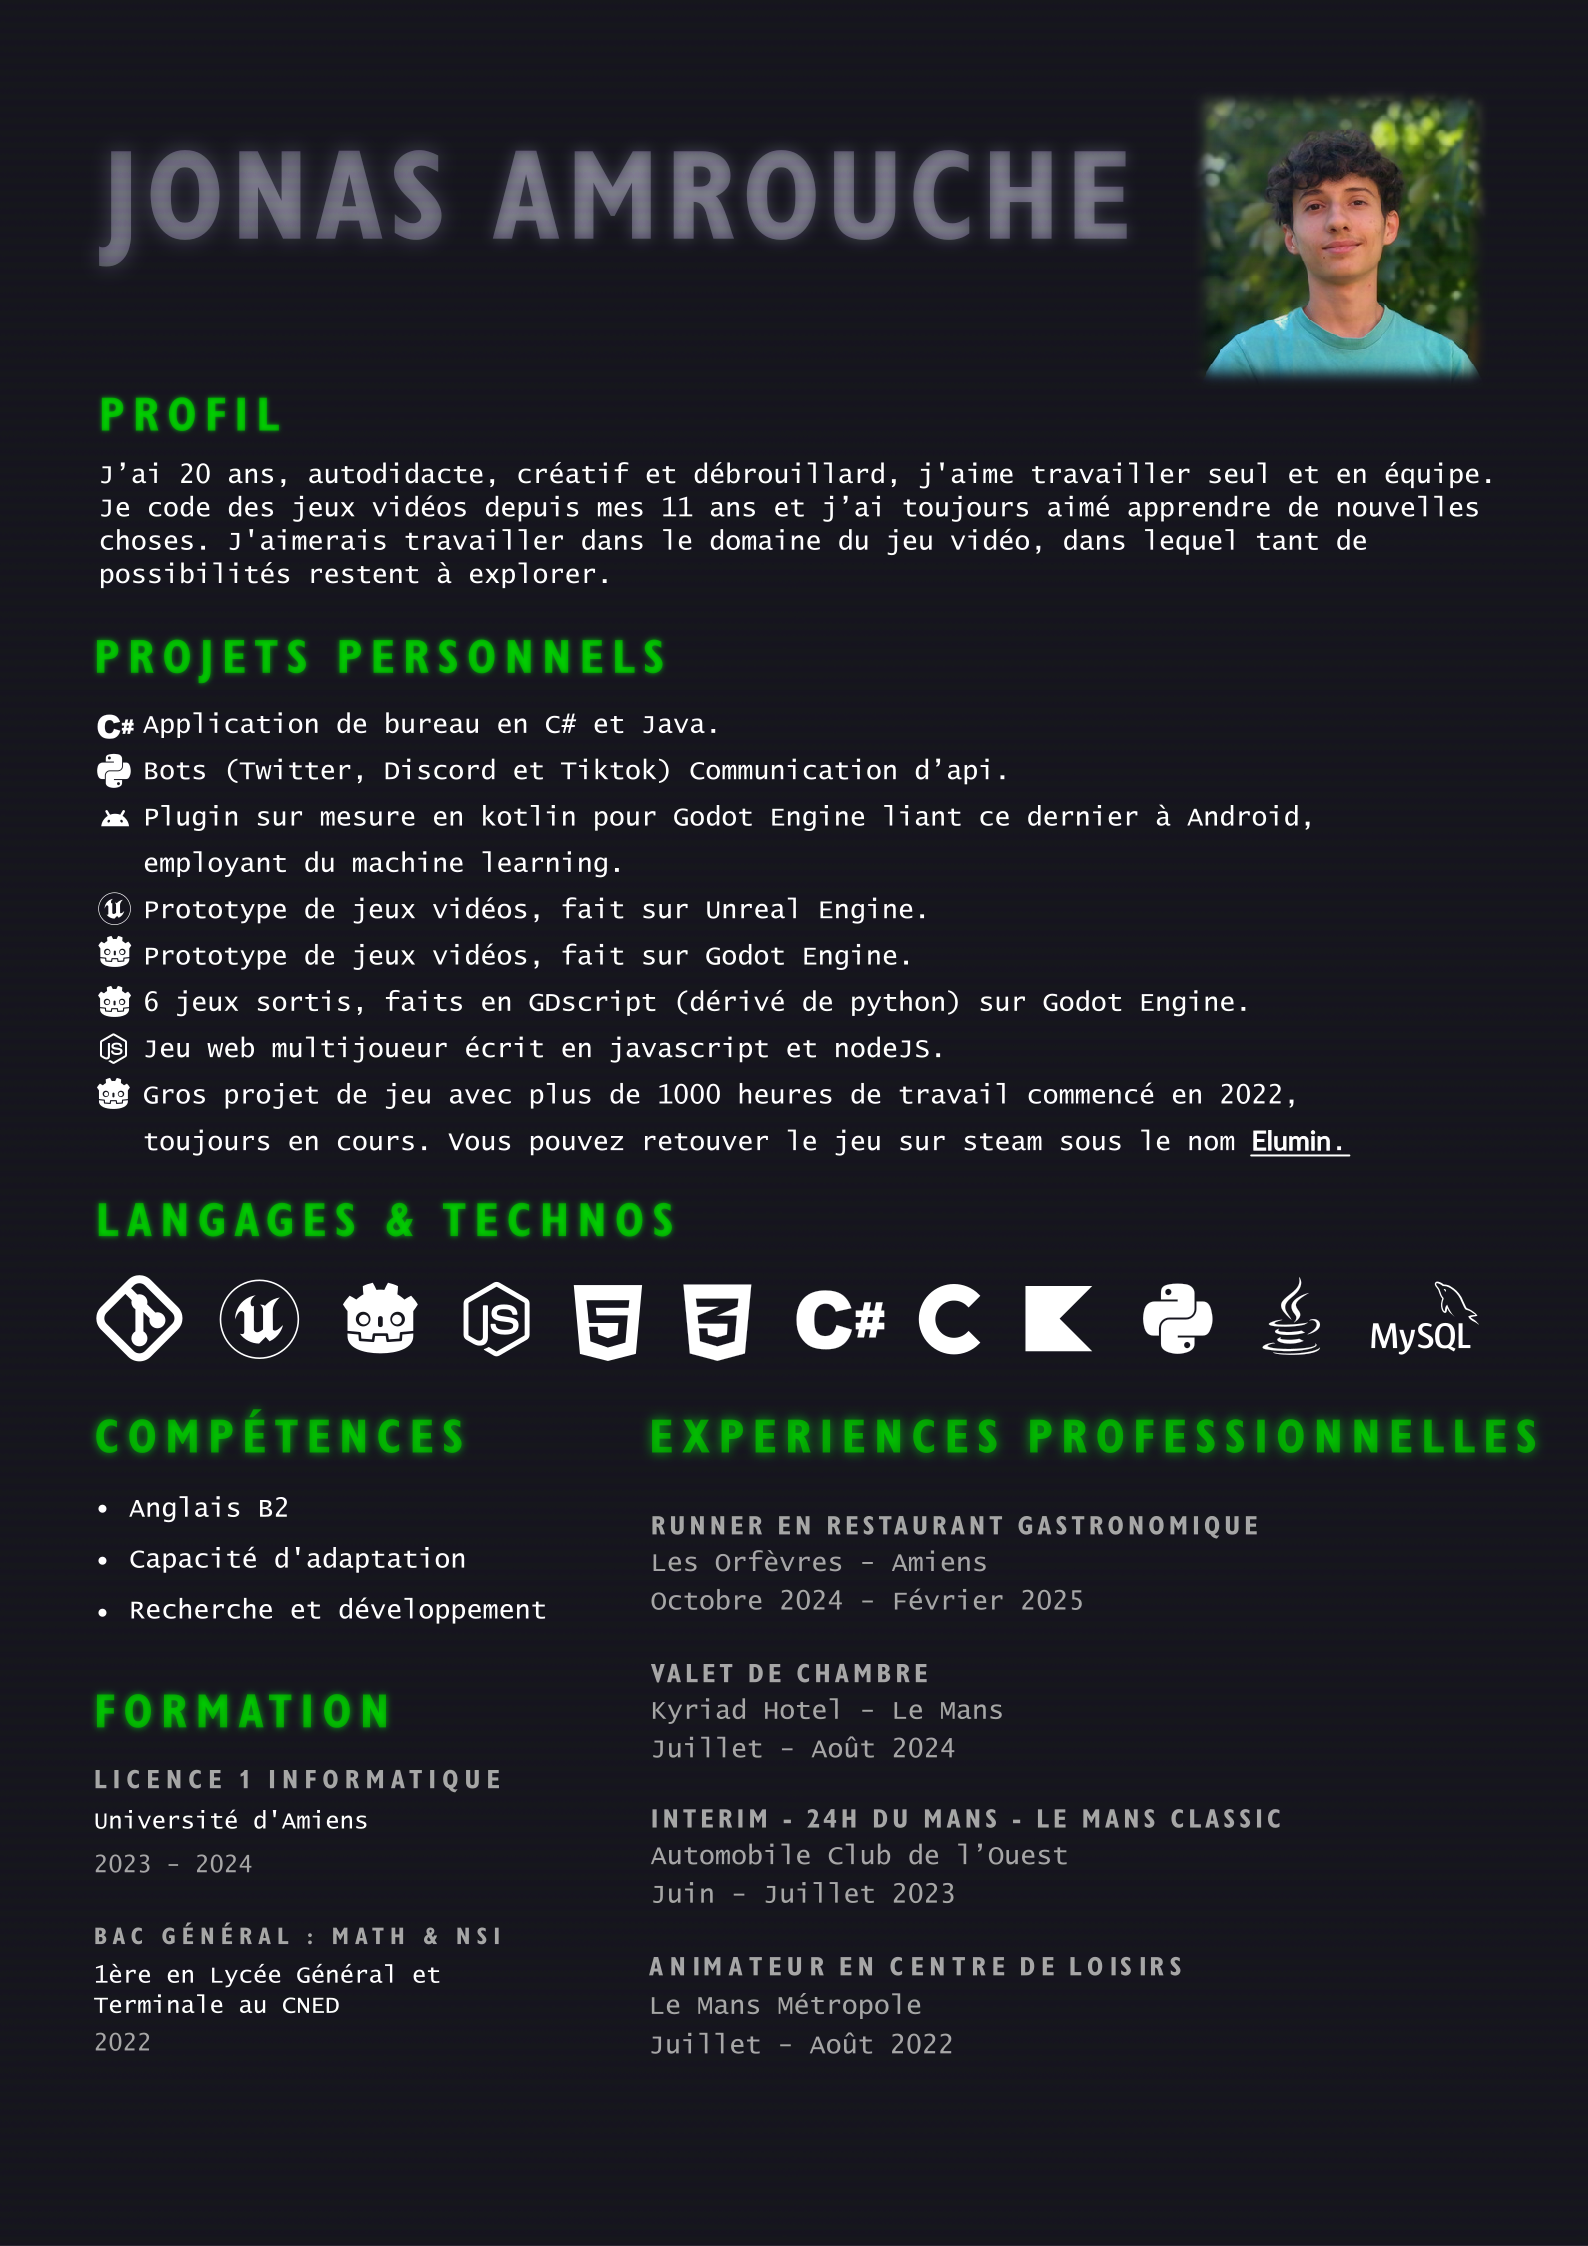 JONAS AMROUCHE
PROFIL
J’ai 20 ans, autodidacte, créatif et débrouillard, j'aime travailler seul et en équipe.
Je code des jeux vidéos depuis mes 11 ans et j’ai toujours aimé apprendre de nouvelles
choses. J'aimerais travailler dans le domaine du jeu vidéo, dans lequel tant de
possibilités restent à explorer.
PROJETS PERSONNELS
C# Application de bureau en C# et Java.
Bots (Twitter, Discord et Tiktok) Communication d’api.
Plugin sur mesure en kotlin pour Godot Engine liant ce dernier à Android,
employant du machine learning.
Prototype de jeux vidéos, fait sur Unreal Engine.
Prototype de jeux vidéos, fait sur Godot Engine.
6 jeux sortis, faits en GDscript (dérivé de python) sur Godot Engine.
JS Jeu web multijoueur écrit en javascript et nodeJS.
Gros projet de jeu avec plus de 1000 heures de travail commencé en 2022,
toujours en cours. Vous pouvez retouver le jeu sur steam sous le nom Elumin.
LANGAGES & TECHNOS
JS 5 3 C# C MySQL
COMPÉTENCES
• Anglais B2
• Capacité d'adaptation
• Recherche et développement
FORMATION
LICENCE 1 INFORMATIQUE
Université d'Amiens
2023 – 2024
BAC GÉNÉRAL : MATH & NSI
1ère en Lycée Général et
Terminale au CNED
2022
EXPERIENCES PROFESSIONNELLES
RUNNER EN RESTAURANT GASTRONOMIQUE
Les Orfèvres – Amiens
Octobre 2024 – Février 2025
VALET DE CHAMBRE
Kyriad Hotel – Le Mans
Juillet – Août 2024
INTERIM - 24H DU MANS - LE MANS CLASSIC
Automobile Club de l’Ouest
Juin – Juillet 2023
ANIMATEUR EN CENTRE DE LOISIRS
Le Mans Métropole
Juillet – Août 2022